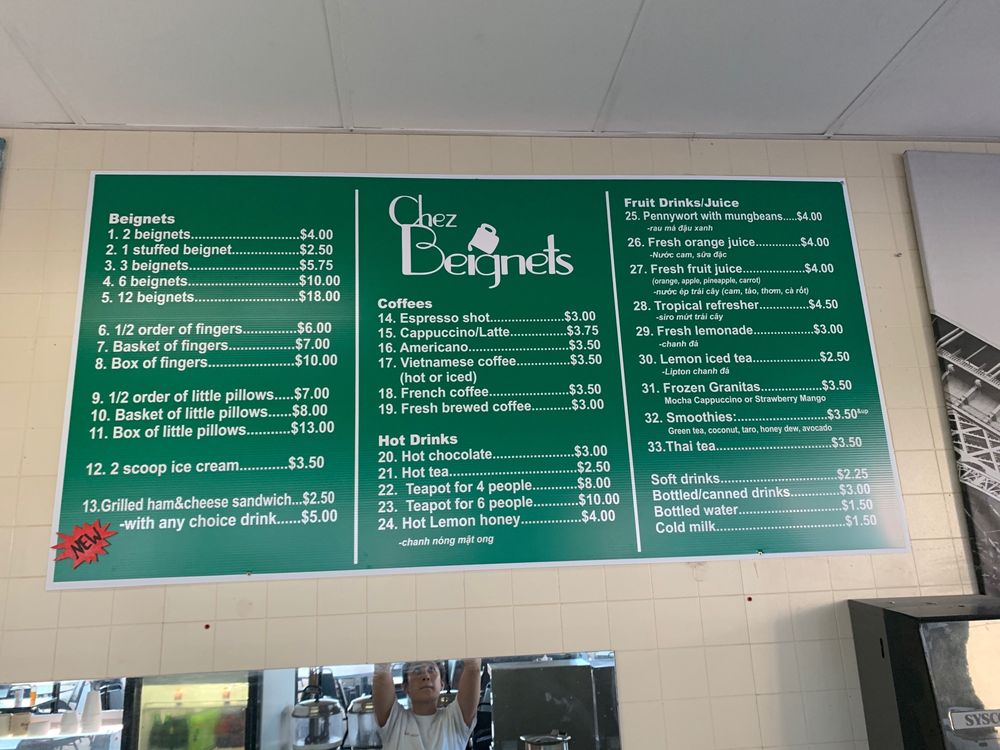 Beignets
1. 2 beignets............................$4.00
2. 1 stuffed beignet.................$2.50
3. 3 beignets............................$5.75
4. 6 beignets..........................$10.00
5. 12 beignets........................$18.00
6. 1/2 order of fingers..............$6.00
7. Basket of fingers.................$7.00
8. Box of fingers....................$10.00
9. 1/2 order of little pillows.....$7.00
10. Basket of little pillows.....$8.00
11. Box of little pillows...........$13.00
12. 2 scoop ice cream............$3.50
13.Grilled ham&cheese sandwich...$2.50
-with any choice drink......$5.00
NEW
Chez
Beignets
Coffees
14. Espresso shot...................$3.00
15. Cappuccino/Latte...............$3.75
16. Americano..........................$3.50
17. Vietnamese coffee..............$3.50
(hot or iced)
18. French coffee.....................$3.50
19. Fresh brewed coffee..........$3.00
Hot Drinks
20. Hot chocolate.....................$3.00
21. Hot tea................................$2.50
22. Teapot for 4 people...........$8.00
23. Teapot for 6 people..........$10.00
24. Hot Lemon honey...............$4.00
-chanh nóng mật ong
Fruit Drinks/Juice
25. Pennywort with mungbeans.....$4.00
-rau má đậu xanh
26. Fresh orange juice.............$4.00
-Nước cam, sữa đặc
27. Fresh fruit juice....................$4.00
(orange, apple, pineapple, carrot)
-nước ép trái cây (cam, táo, thơm, cà rốt)
28. Tropical refresher................$4.50
-siro mứt trái cây
29. Fresh lemonade.................$3.00
-chanh đá
30. Lemon iced tea...................$2.50
-Lipton chanh đá
31. Frozen Granitas.................$3.50
Mocha Cappuccino or Strawberry Mango
32. Smoothies:........................$3.50&up
Green tea, coconut, taro, honey dew, avocado
33.Thai tea..............................$3.50
Soft drinks.............................$2.25
Bottled/canned drinks............$3.00
Bottled water..........................$1.50
Cold milk................................$1.50
SYSCO